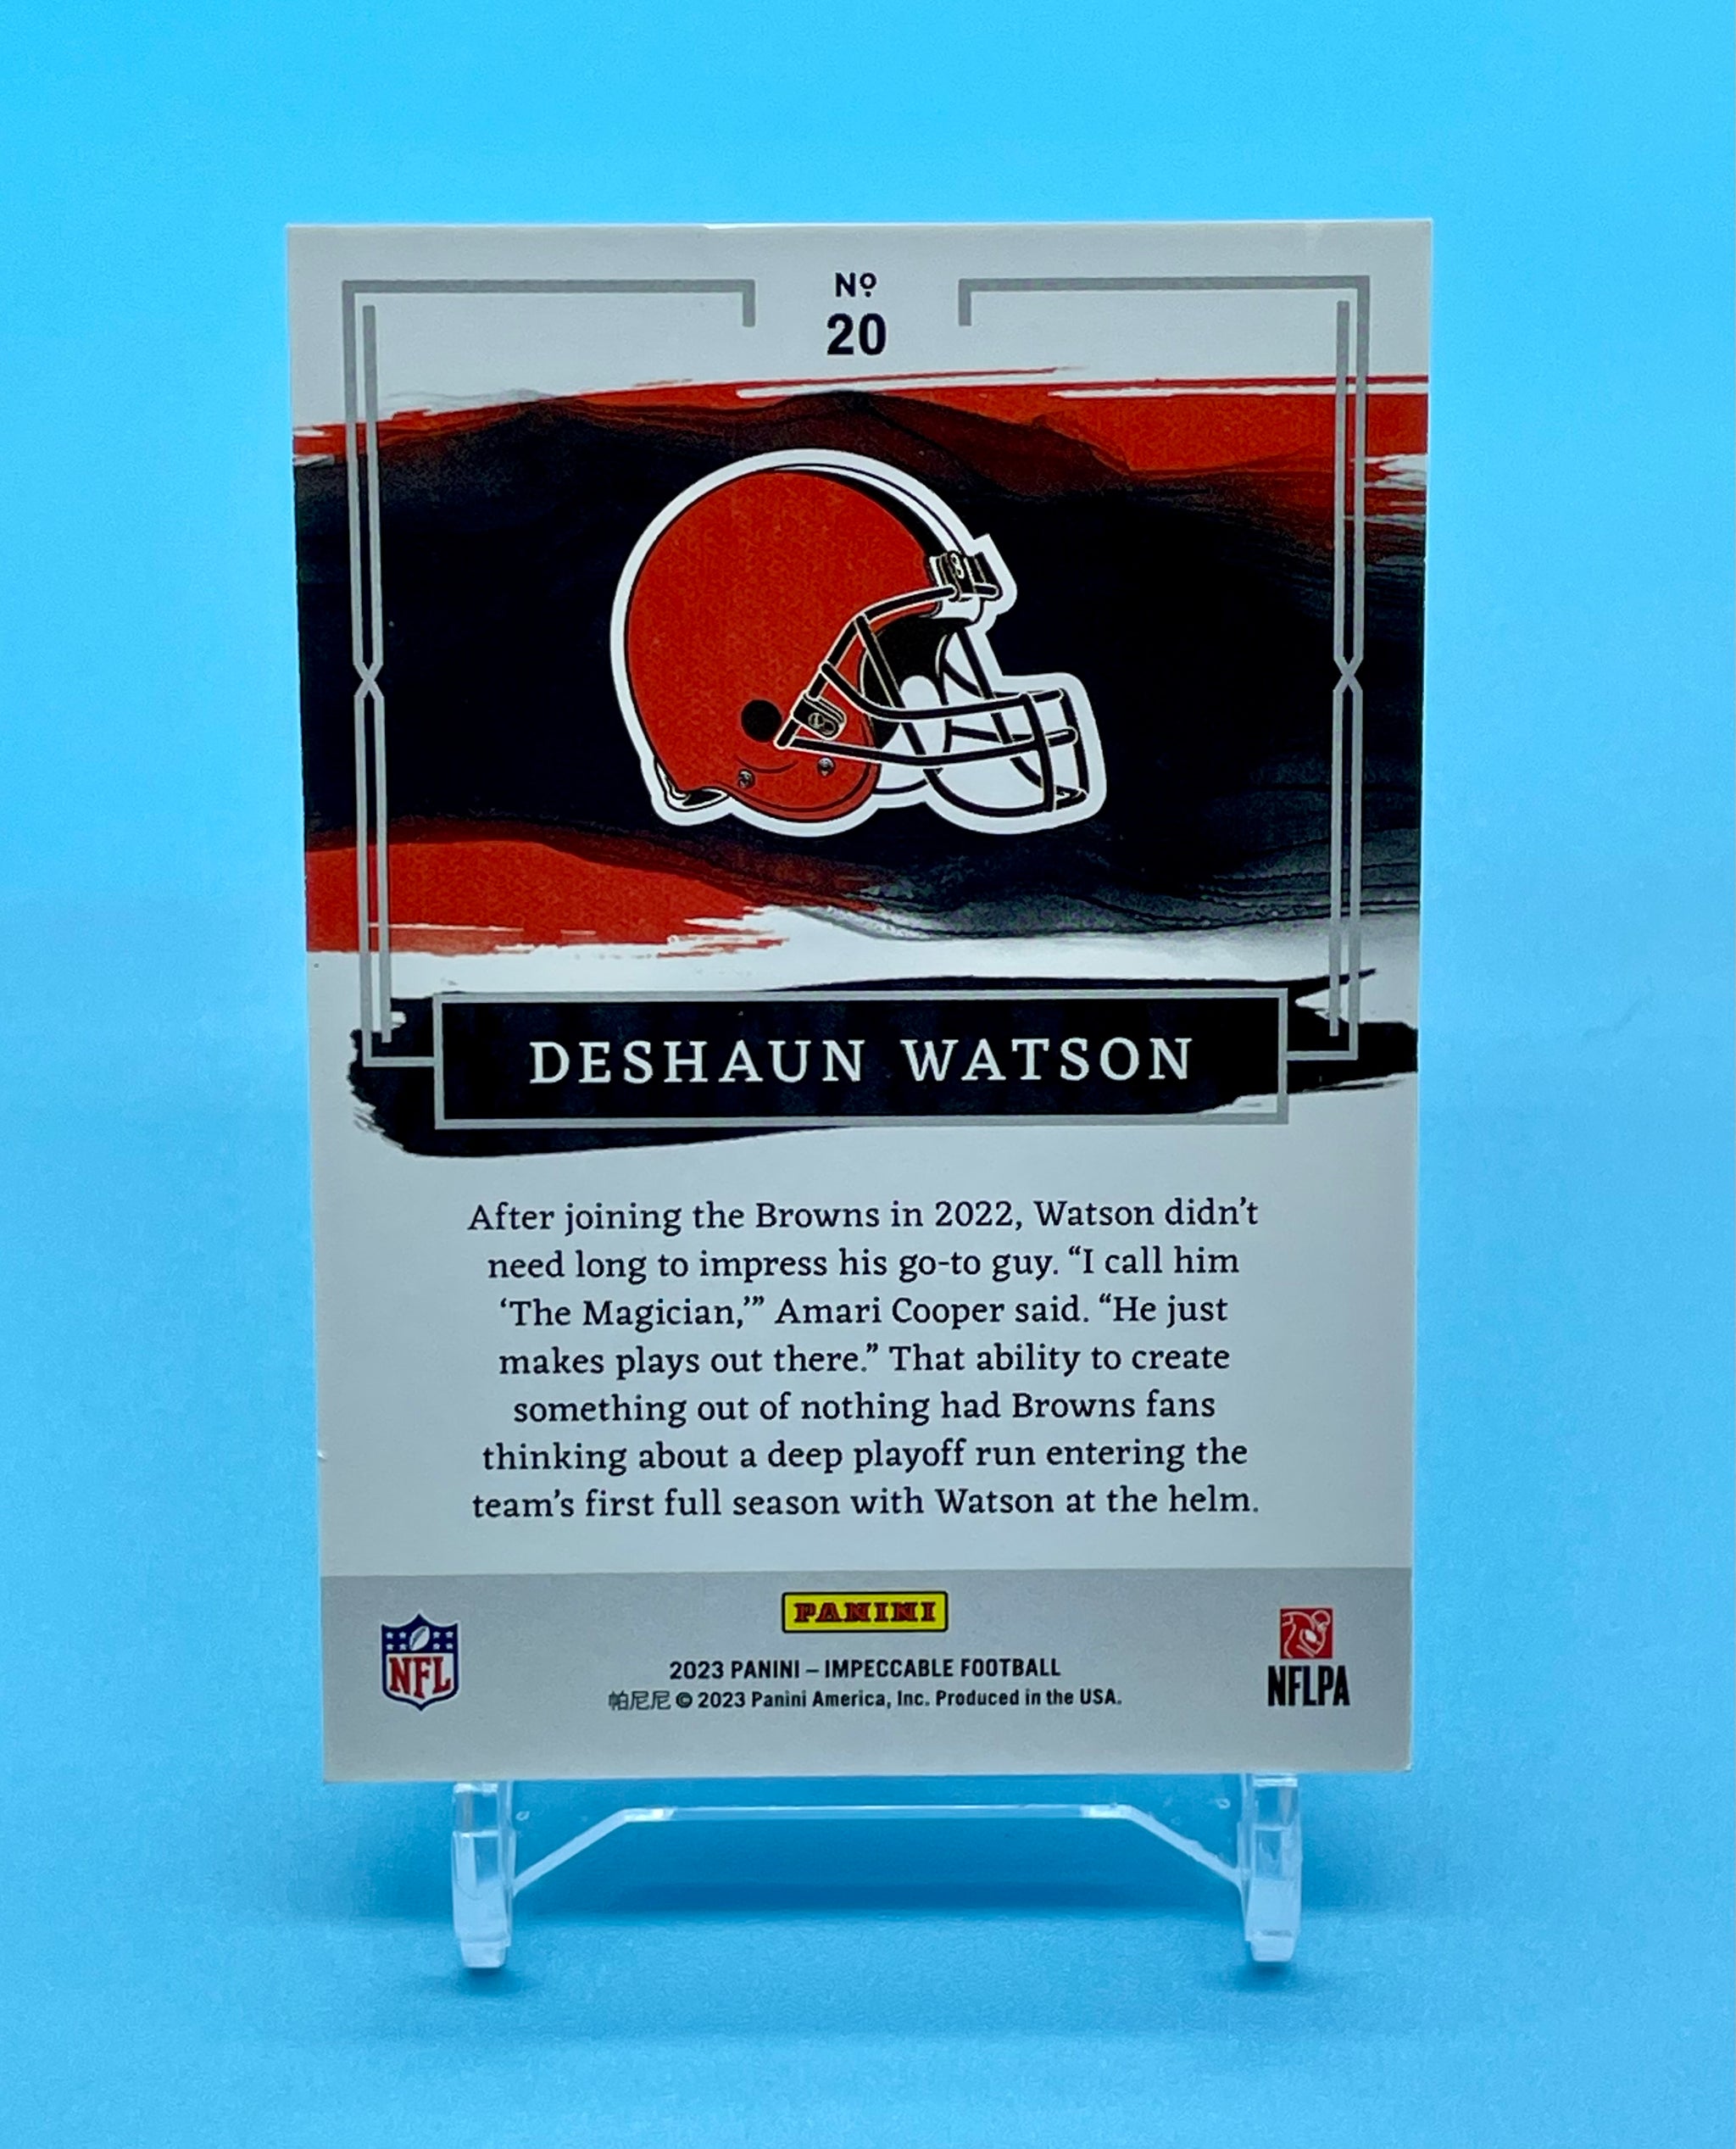 Nº
20
DESHAUN WATSON
After joining the Browns in 2022, Watson didn’t
need long to impress his go-to guy. “I call him
‘The Magician,’” Amari Cooper said. “He just
makes plays out there.” That ability to create
something out of nothing had Browns fans
thinking about a deep playoff run entering the
team’s first full season with Watson at the helm.
PANINI
NFL
2023 PANINI – IMPECCABLE FOOTBALL
帕尼尼 © 2023 Panini America, Inc. Produced in the USA.
NFLPA